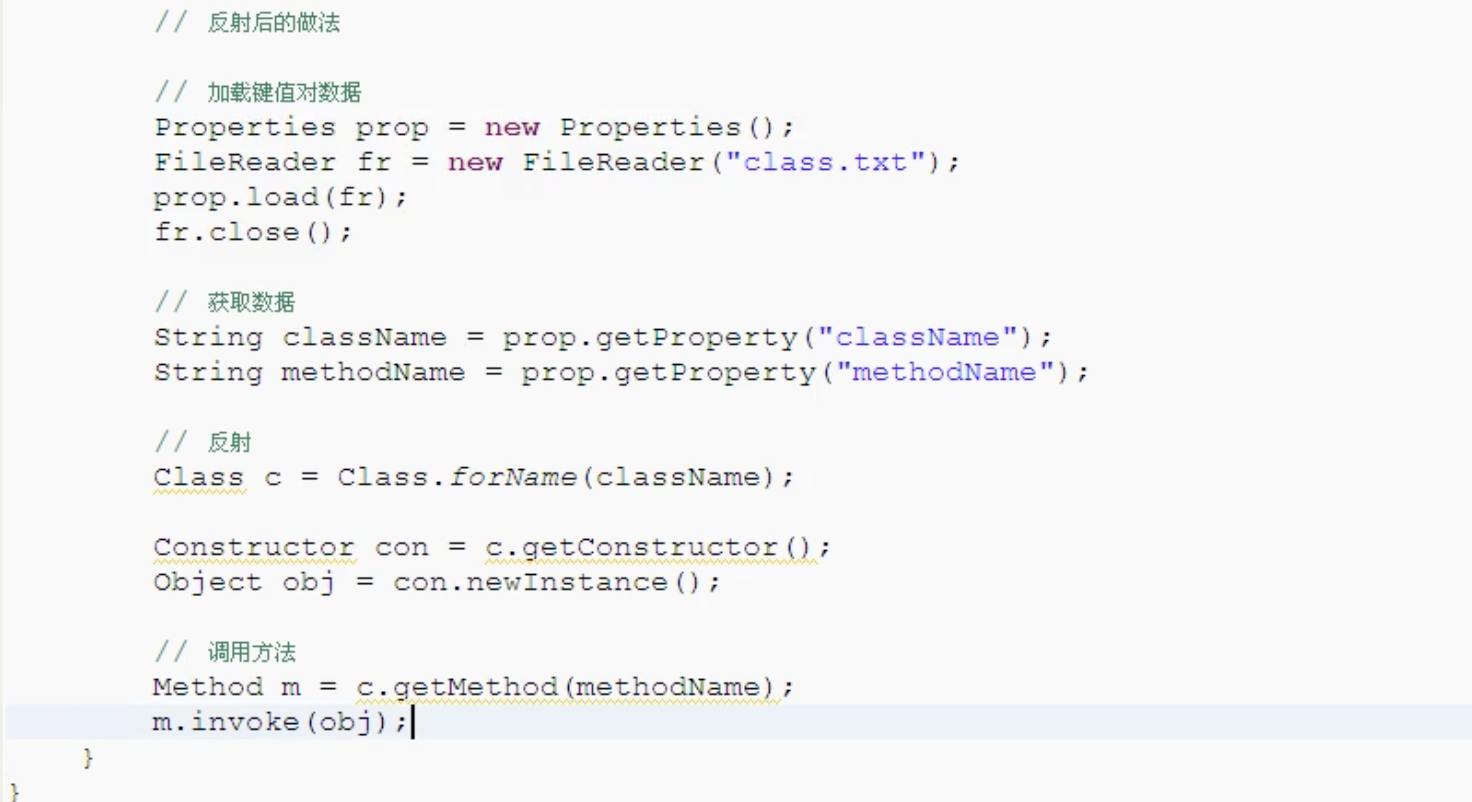 // 反射后的做法
// 加载键值对数据
Properties prop = new Properties();
FileReader fr = new FileReader("class.txt");
prop.load(fr);
fr.close();
// 获取数据
String className = prop.getProperty("className");
String methodName = prop.getProperty("methodName");
// 反射
Class c = Class.forName(className);
Constructor con = c.getConstructor();
Object obj = con.newInstance();
// 调用方法
Method m = c.getMethod(methodName);
m.invoke(obj);
}
}